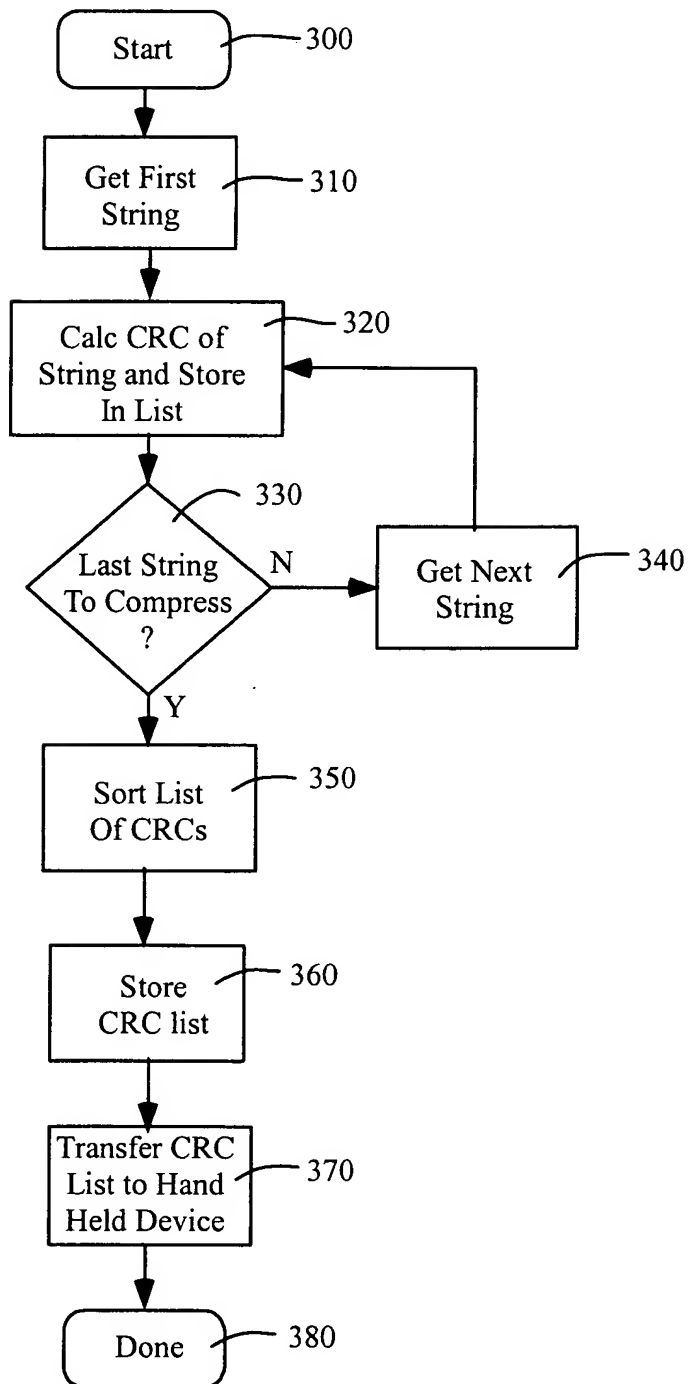 Start
300
Get First
String
310
Calc CRC of
String and Store
In List
320
330
Last String
To Compress
?
N
Get Next
String
340
Y
Sort List
Of CRCs
350
Store
CRC list
360
Transfer CRC
List to Hand
Held Device
370
Done
380